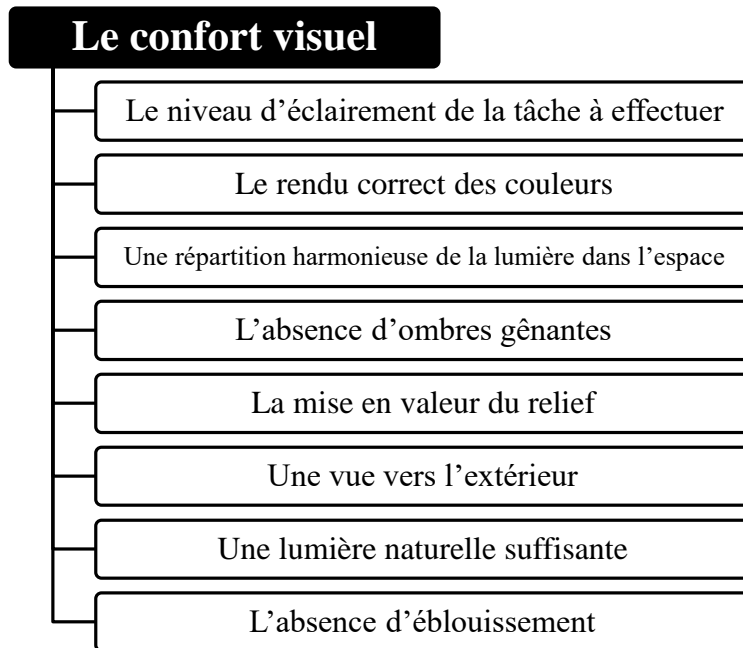 Le confort visuel
Le niveau d’éclairement de la tâche à effectuer
Le rendu correct des couleurs
Une répartition harmonieuse de la lumière dans l’espace
L’absence d’ombres gênantes
La mise en valeur du relief
Une vue vers l’extérieur
Une lumière naturelle suffisante
L’absence d’éblouissement